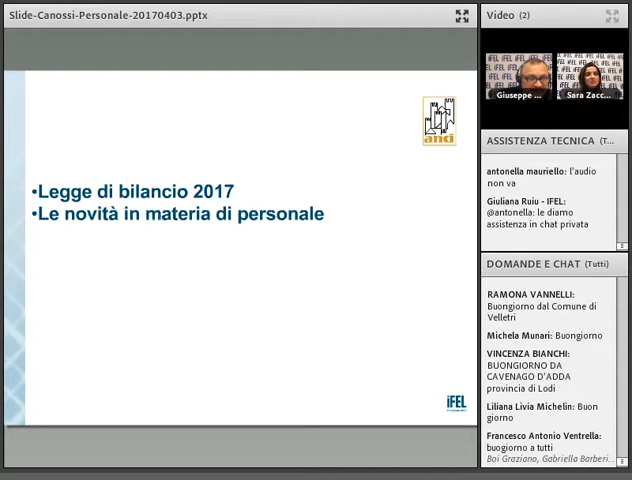 Slide-Canossi-Personale-20170403.pptx
anci
•Legge di bilancio 2017
•Le novità in materia di personale
iFEL
Video (2)
Giuseppe ...
Sara Zacc...
ASSISTENZA TECNICA (T...
antonella mauriello: l'audio
non va
Giuliana Ruiu - IFEL:
@antonella: le diamo
assistenza in chat privata
DOMANDE E CHAT (Tutti)
RAMONA VANNELLI:
Buongiorno dal Comune di
Velletri
Michela Munari: Buongiorno
VINCENZA BIANCHI:
BUONGIORNO DA
CAVENAGO D'ADDA
provincia di Lodi
Liliana Livia Michelin: Buon
giorno
Francesco Antonio Ventrella:
buogiorno a tutti
Boi Graziano, Gabriella Barberi...